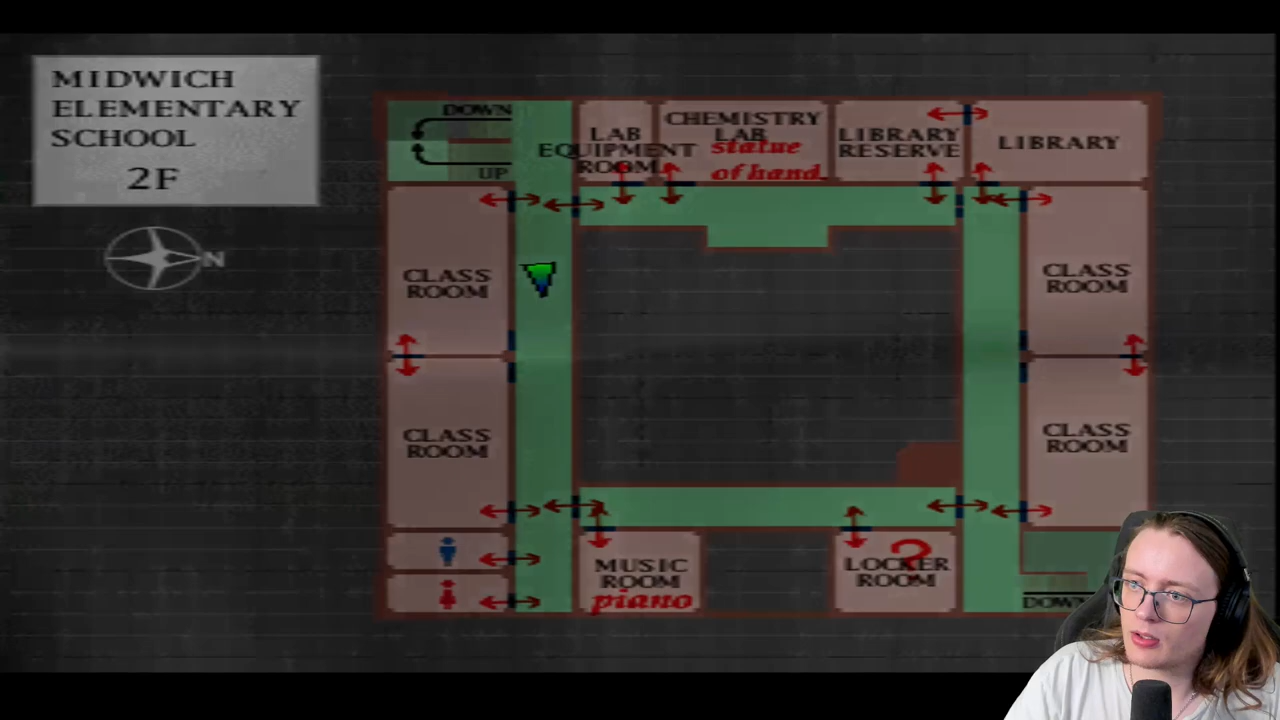 MIDWICH
ELEMENTARY
SCHOOL
2F
N
DOWN
UP
LAB
EQUIPMENT
ROOM
CHEMISTRY
LAB
statue
of hand.
LIBRARY
RESERVE
LIBRARY
CLASS
ROOM
CLASS
ROOM
CLASS
ROOM
CLASS
ROOM
MUSIC
ROOM
piano
?
LOCKER
ROOM
DOWN